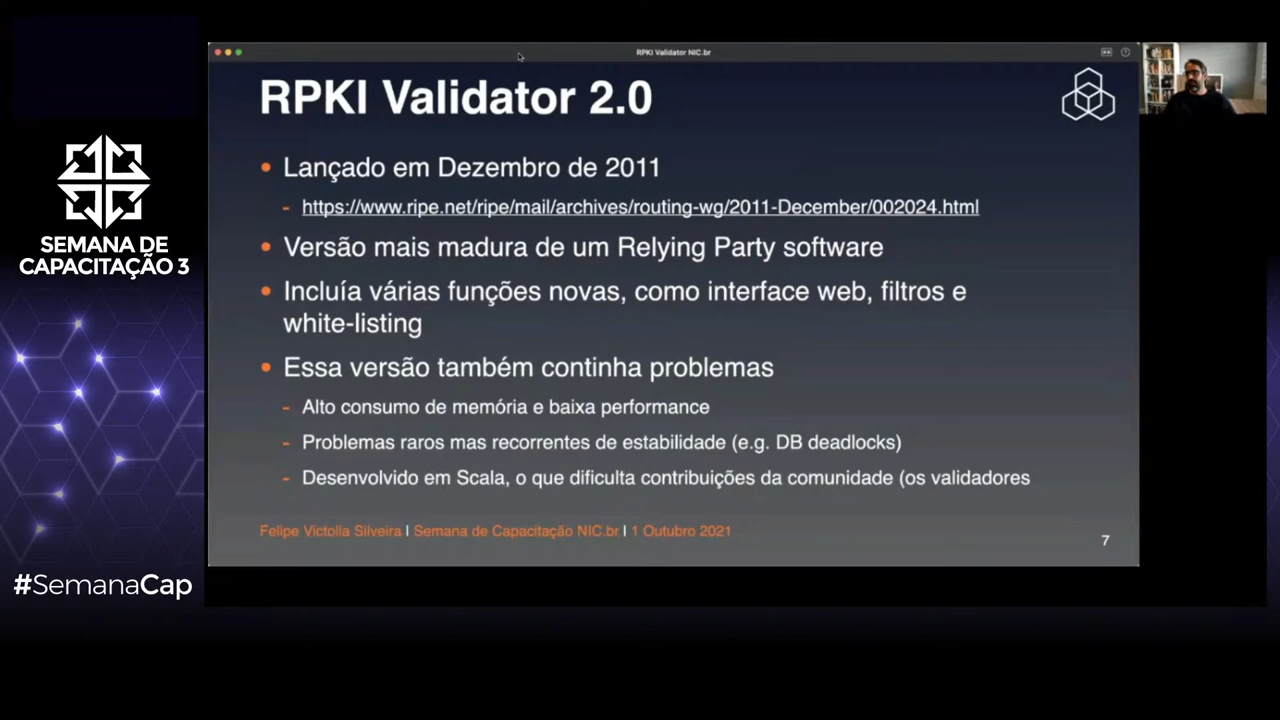 RPKI Validator NIC.br
RPKI Validator 2.0
• Lançado em Dezembro de 2011
- https://www.ripe.net/ripe/mail/archives/routing-wg/2011-December/002024.html
• Versão mais madura de um Relying Party software
• Incluía várias funções novas, como interface web, filtros e
white-listing
• Essa versão também continha problemas
- Alto consumo de memória e baixa performance
- Problemas raros mas recorrentes de estabilidade (e.g. DB deadlocks)
- Desenvolvido em Scala, o que dificulta contribuições da comunidade (os validadores
Felipe Victolla Silveira | Semana de Capacitação NIC.br | 1 Outubro 2021
7
SEMANA DE
CAPACITAÇÃO 3
#SemanaCap